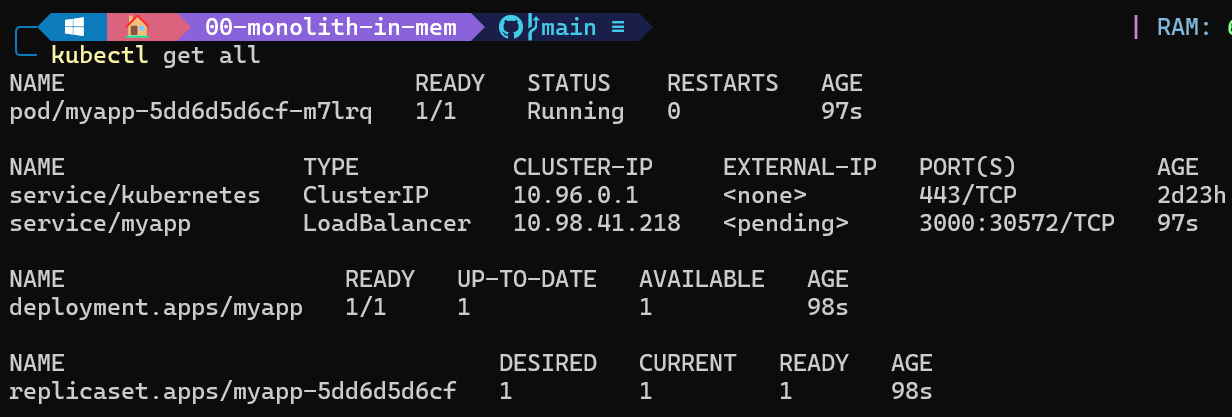 00-monolith-in-mem main ≡ | RAM:
kubectl get all
NAME READY STATUS RESTARTS AGE
pod/myapp-5dd6d5d6cf-m7lrq 1/1 Running 0 97s
NAME TYPE CLUSTER-IP EXTERNAL-IP PORT(S) AGE
service/kubernetes ClusterIP 10.96.0.1 <none> 443/TCP 2d23h
service/myapp LoadBalancer 10.98.41.218 <pending> 3000:30572/TCP 97s
NAME READY UP-TO-DATE AVAILABLE AGE
deployment.apps/myapp 1/1 1 1 98s
NAME DESIRED CURRENT READY AGE
replicaset.apps/myapp-5dd6d5d6cf 1 1 1 98s